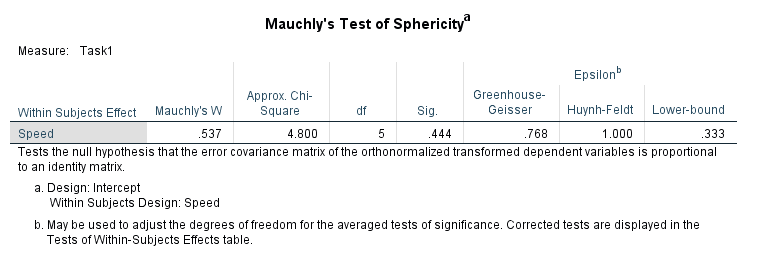 Mauchly's Test of Sphericityª
Measure: Task1
Epsilonᵇ
Within Subjects Effect Mauchly's W Approx. Chi-Square df Sig. Greenhouse-Geisser Huynh-Feldt Lower-bound
Speed .537 4.800 5 .444 .768 1.000 .333
Tests the null hypothesis that the error covariance matrix of the orthonormalized transformed dependent variables is proportional
to an identity matrix.
a. Design: Intercept
Within Subjects Design: Speed
b. May be used to adjust the degrees of freedom for the averaged tests of significance. Corrected tests are displayed in the
Tests of Within-Subjects Effects table.